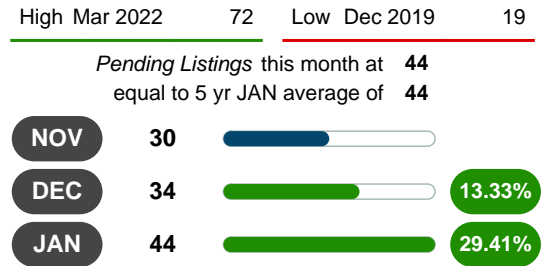 High Mar 2022 72 Low Dec 2019 19
Pending Listings this month at 44
equal to 5 yr JAN average of 44
NOV 30
DEC 34 13.33%
JAN 44 29.41%